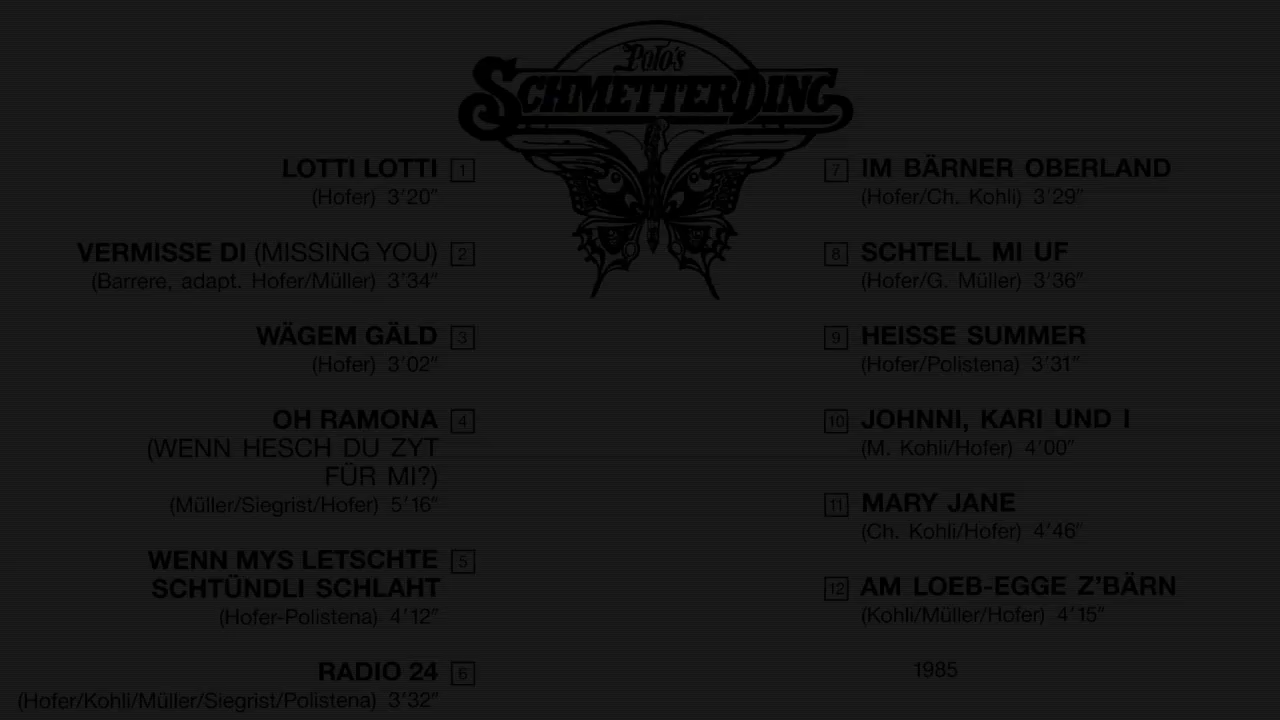 Polo's
SCHMETTERDING
LOTTI LOTTI 1
(Hofer) 3'20"
VERMISSE DI (MISSING YOU) 2
(Barrere, adapt. Hofer/Müller) 3'34"
WÄGEM GÄLD 3
(Hofer) 3'02"
OH RAMONA 4
(WENN HESCH DU ZYT
FÜR MI?)
(Müller/Siegrist/Hofer) 5'16"
WENN MYS LETSCHTE 5
SCHTÜNDLI SCHLAHT
(Hofer-Polistena) 4'12"
RADIO 24 6
(Hofer/Kohli/Müller/Siegrist/Polistena) 3'32"
7 IM BÄRNER OBERLAND
(Hofer/Ch. Kohli) 3'29"
8 SCHTELL MI UF
(Hofer/G. Müller) 3'36"
9 HEISSE SUMMER
(Hofer/Polistena) 3'31"
10 JOHNNI, KARI UND I
(M. Kohli/Hofer) 4'00"
11 MARY JANE
(Ch. Kohli/Hofer) 4'46"
12 AM LOEB-EGGE Z'BÄRN
(Kohli/Müller/Hofer) 4'15"
1985